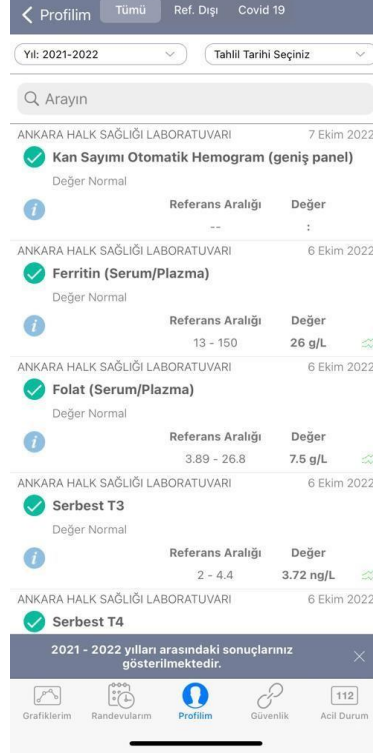 Profilim Tümü Ref. Dışı Covid 19
Yıl: 2021-2022 Tahlil Tarihi Seçiniz
Arayın
ANKARA HALK SAĞLIĞI LABORATUVARI 7 Ekim 2022
Kan Sayımı Otomatik Hemogram (geniş panel)
Değer Normal
Referans Aralığı Değer
-- :
ANKARA HALK SAĞLIĞI LABORATUVARI 6 Ekim 2022
Ferritin (Serum/Plazma)
Değer Normal
Referans Aralığı Değer
13 - 150 26 g/L
ANKARA HALK SAĞLIĞI LABORATUVARI 6 Ekim 2022
Folat (Serum/Plazma)
Değer Normal
Referans Aralığı Değer
3.89 - 26.8 7.5 g/L
ANKARA HALK SAĞLIĞI LABORATUVARI 6 Ekim 2022
Serbest T3
Değer Normal
Referans Aralığı Değer
2 - 4.4 3.72 ng/L
ANKARA HALK SAĞLIĞI LABORATUVARI 6 Ekim 2022
Serbest T4
2021 - 2022 yılları arasındaki sonuçlarınız
gösterilmektedir.
112
Grafiklerim Randevularım Profilim Güvenlik Acil Durum